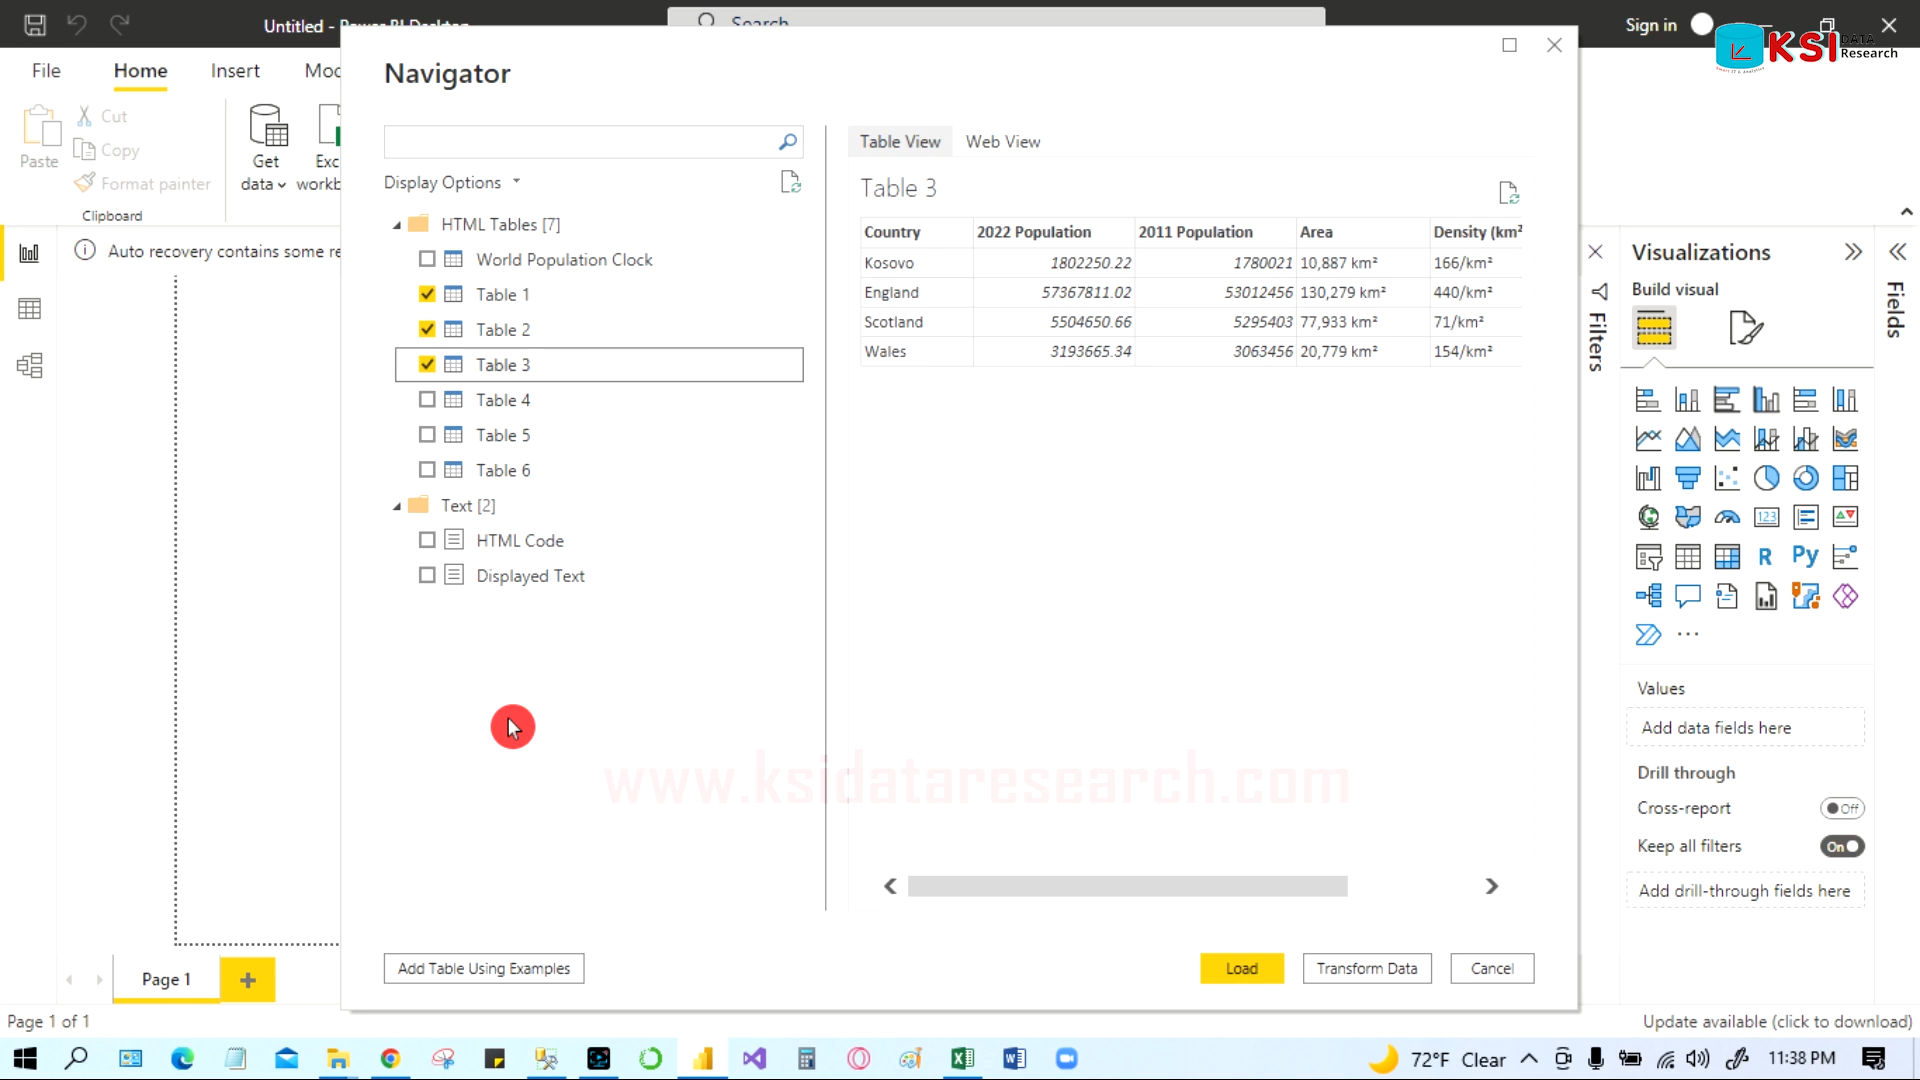 Untitled - Power BI Desktop
Search
Sign in
KSI DATA Research
File
Home
Insert
Navigator
Paste
Cut
Copy
Format painter
Clipboard
Get data
Auto recovery contains some re
Display Options
HTML Tables [7]
World Population Clock
Table 1
Table 2
Table 3
Table 4
Table 5
Table 6
Text [2]
HTML Code
Displayed Text
Table View Web View
Table 3
Country 2022 Population 2011 Population Area Density (km²
Kosovo 1802250.22 1780021 10,887 km² 166/km²
England 57367811.02 53012456 130,279 km² 440/km²
Scotland 5504650.66 5295403 77,933 km² 71/km²
Wales 3193665.34 3063456 20,779 km² 154/km²
www.ksidataresearch.com
Add Table Using Examples
Load
Transform Data
Cancel
Filters
Visualizations
Build visual
123
R
Py
Values
Add data fields here
Drill through
Cross-report
Off
Keep all filters
On
Add drill-through fields here
Fields
Page 1
Page 1 of 1
Update available (click to download)
72°F Clear
11:38 PM